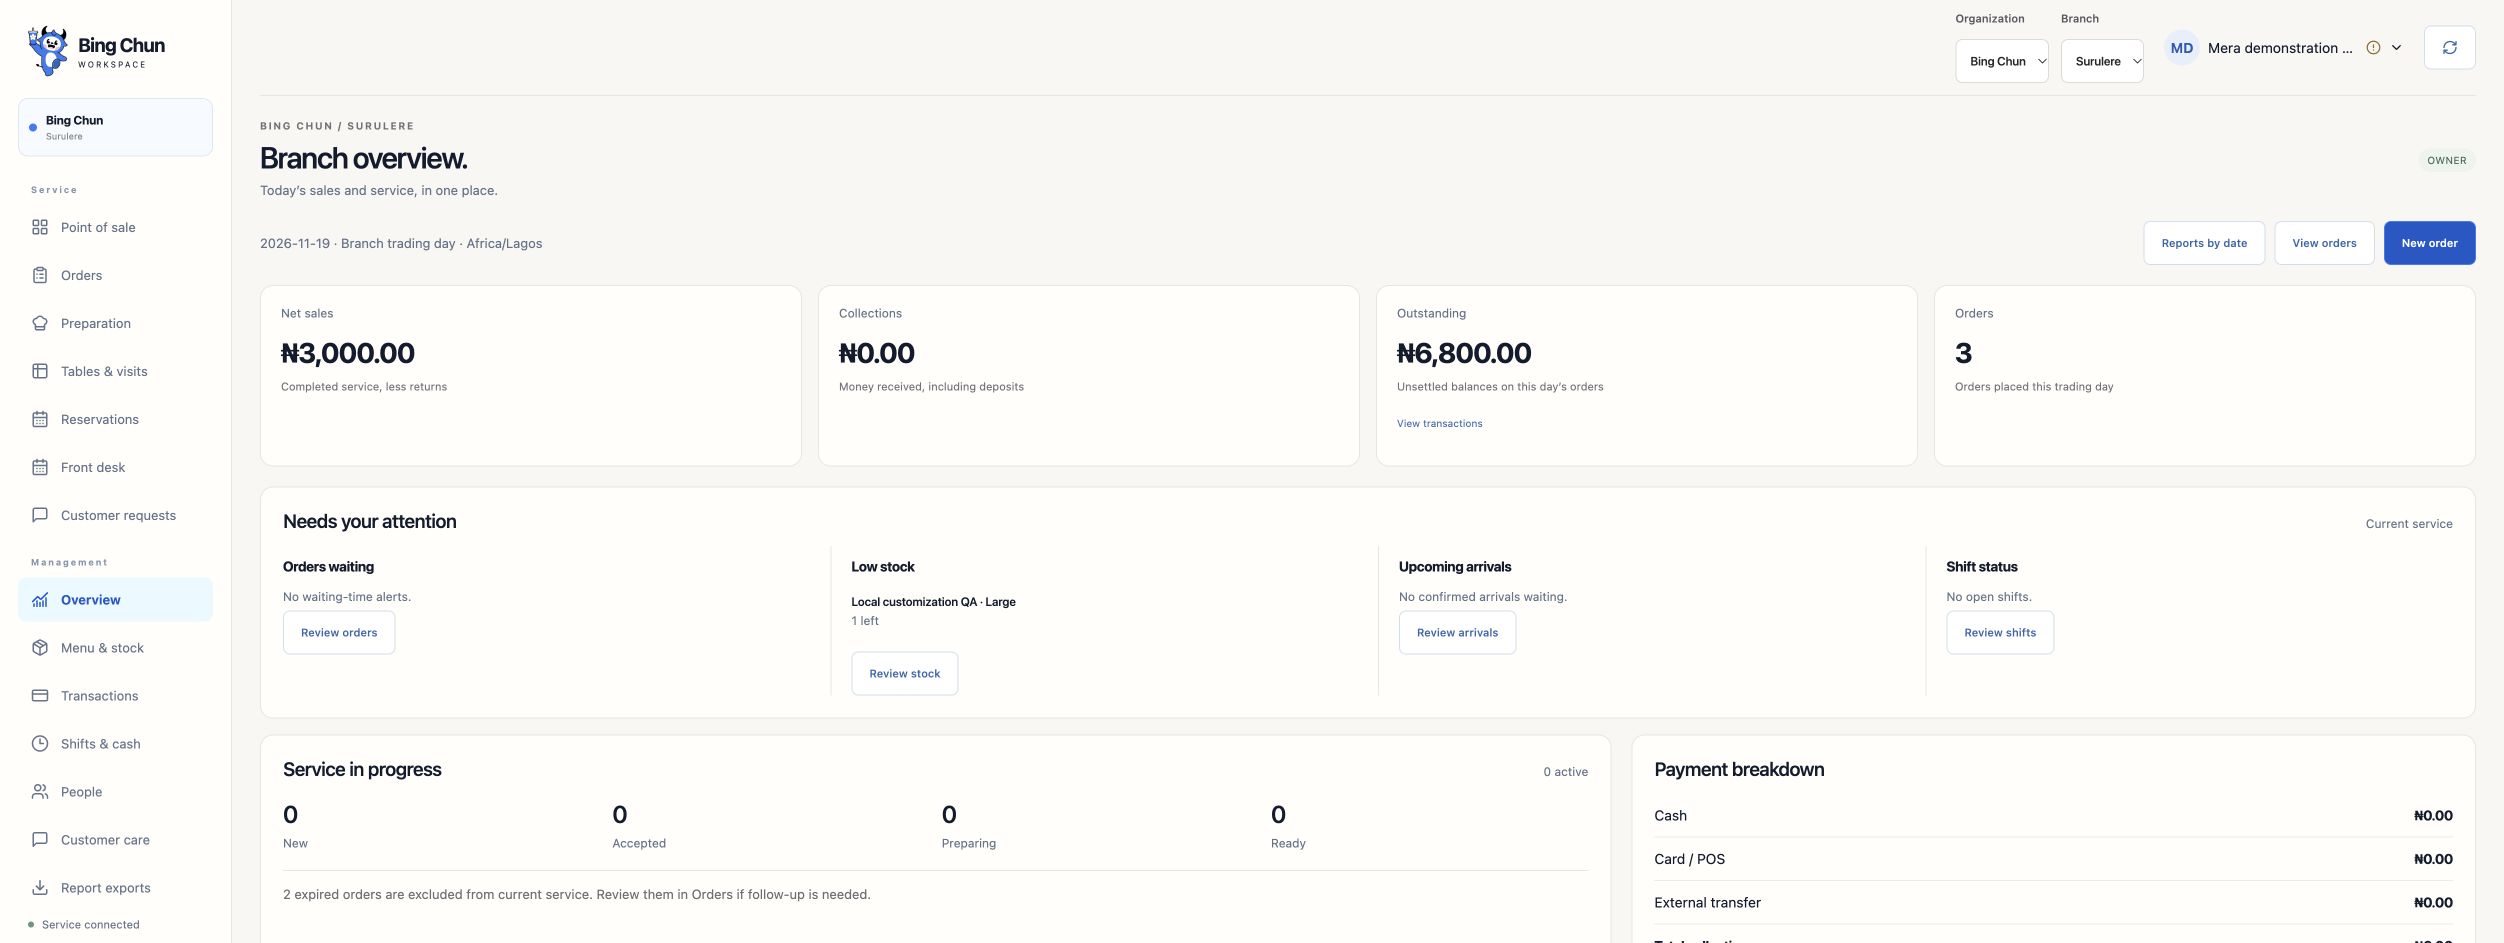 Bing Chun
WORKSPACE
Bing Chun
Surulere
Service
Point of sale
Orders
Preparation
Tables & visits
Reservations
Front desk
Customer requests
Management
Overview
Menu & stock
Transactions
Shifts & cash
People
Customer care
Report exports
Service connected
Organization
Branch
Bing Chun
Surulere
MD
Mera demonstration ...
BING CHUN / SURULERE
Branch overview.
Today's sales and service, in one place.
OWNER
2026-11-19 · Branch trading day · Africa/Lagos
Reports by date
View orders
New order
Net sales
₦3,000.00
Completed service, less returns
Collections
₦0.00
Money received, including deposits
Outstanding
₦6,800.00
Unsettled balances on this day's orders
View transactions
Orders
3
Orders placed this trading day
Needs your attention
Current service
Orders waiting
No waiting-time alerts.
Review orders
Low stock
Local customization QA · Large
1 left
Review stock
Upcoming arrivals
No confirmed arrivals waiting.
Review arrivals
Shift status
No open shifts.
Review shifts
Service in progress
0 active
0
New
0
Accepted
0
Preparing
0
Ready
2 expired orders are excluded from current service. Review them in Orders if follow-up is needed.
Payment breakdown
Cash
₦0.00
Card / POS
₦0.00
External transfer
₦0.00